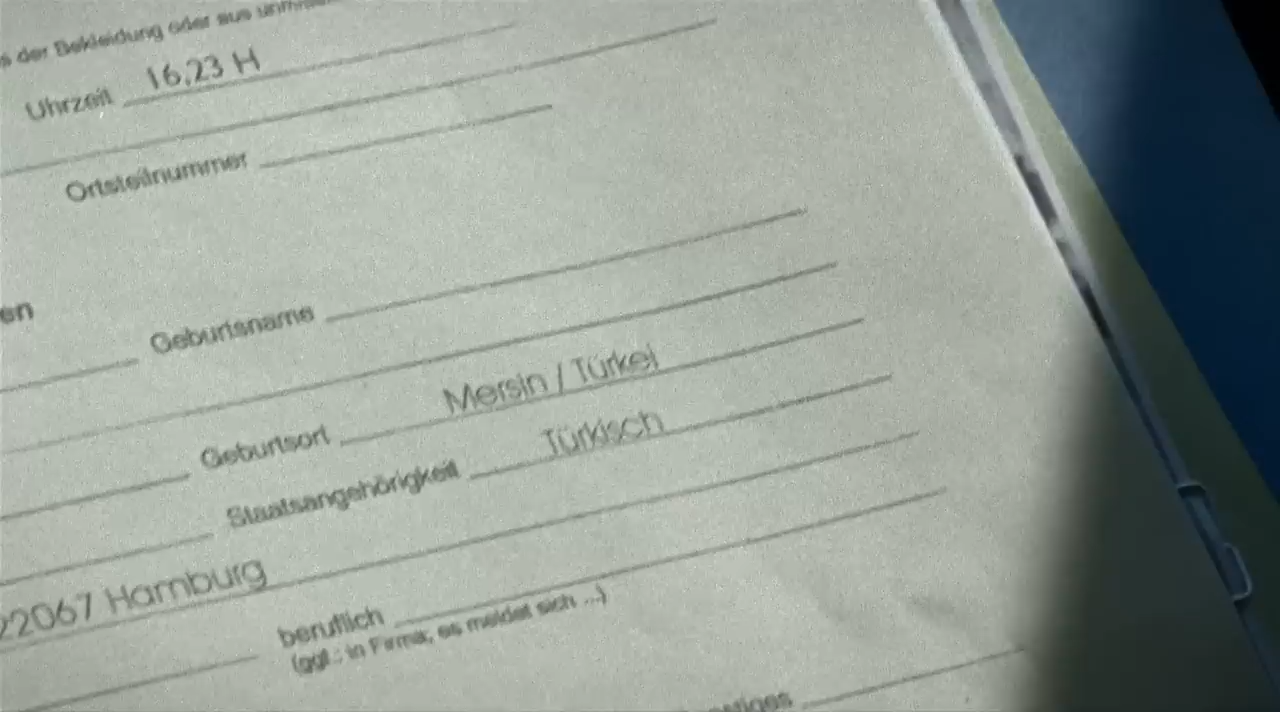 der Bekleidung oder aus
Uhrzeit 16,23 H
Ortsteilnummer
en
Geburtsname
Geburtsort Mersin / Türkei
Staatsangehörigkeit Türkisch
22067 Hamburg
beruflich
(ggf.: in Firma; es meldet sich ...)